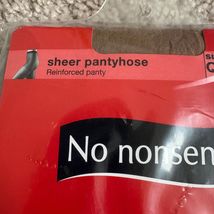 sheer pantyhose
Reinforced panty
Q
No nonsen